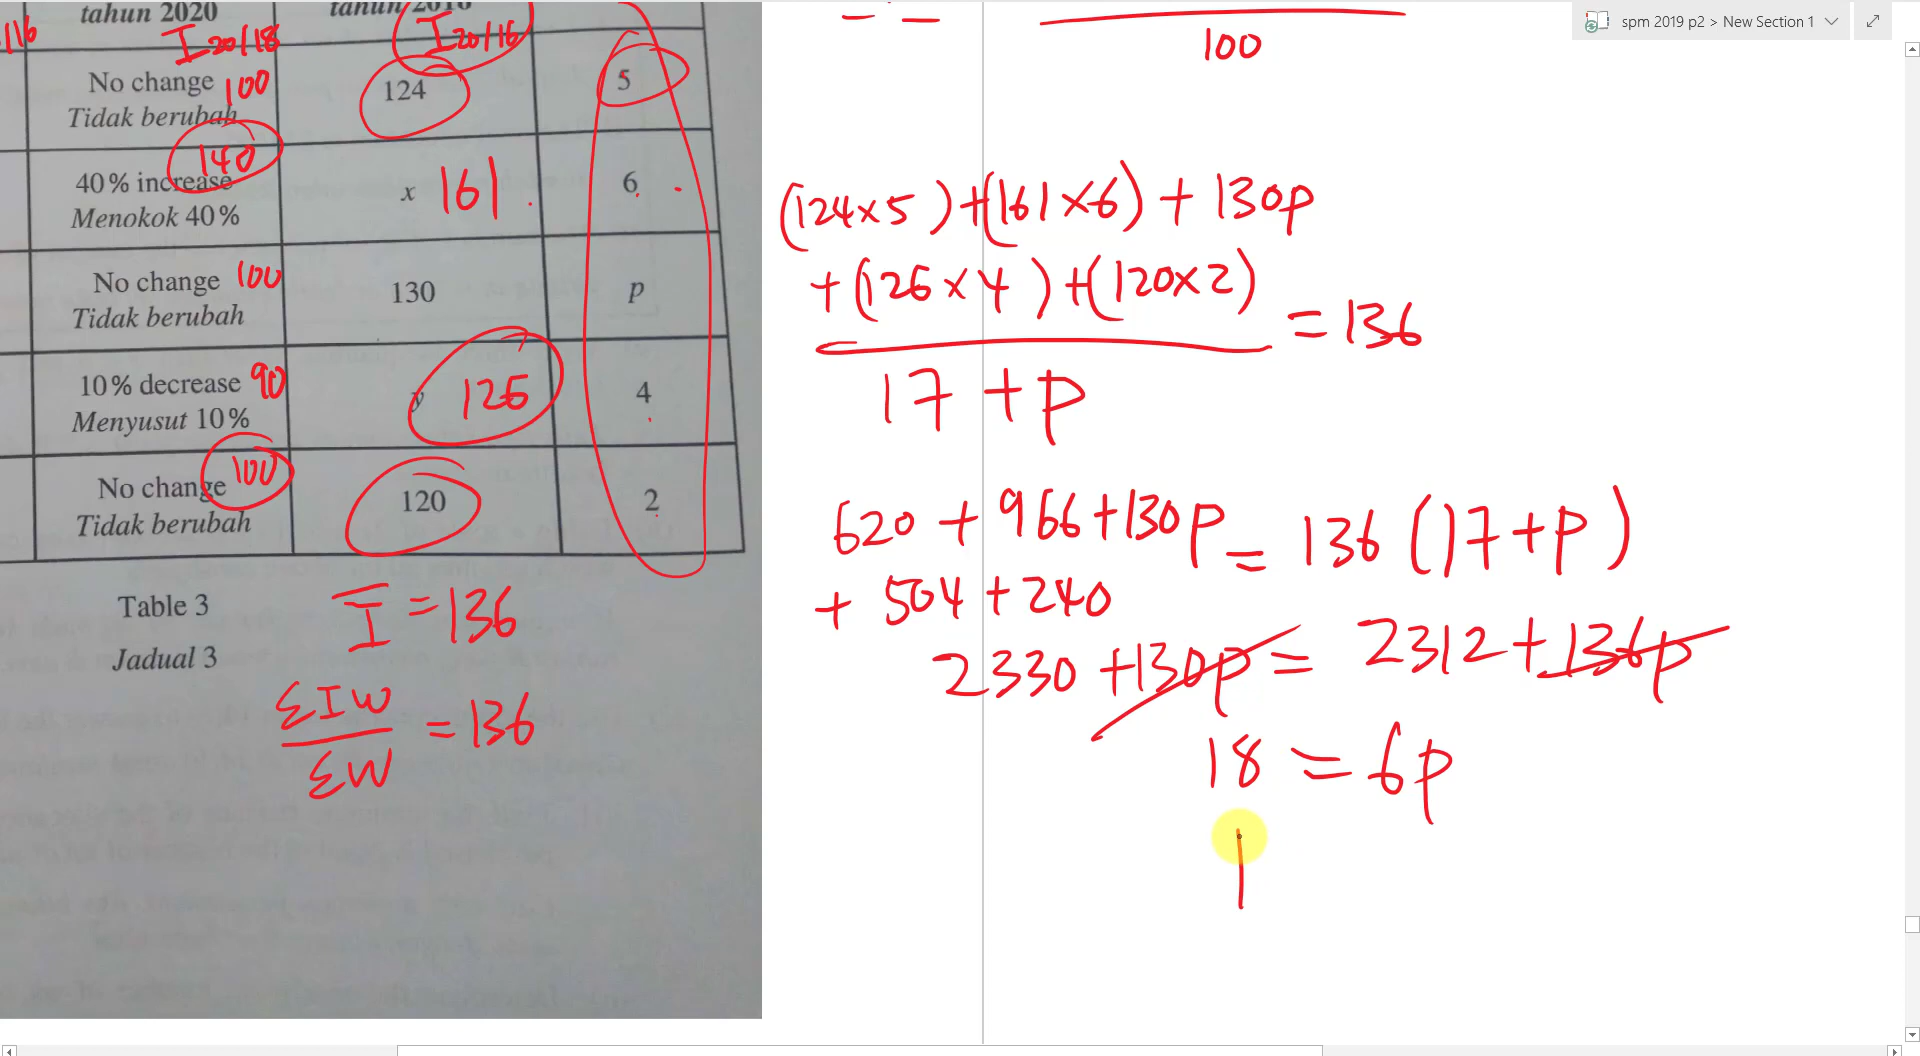 tahun 2020 tahun 2016
/16 I20/18 I20/16
No change 100 124 5
Tidak berubah
140
40% increase x 161 6
Menokok 40%
No change 100 130 p
Tidak berubah
10% decrease 90 y 126 4
Menyusut 10%
100
No change 120 2
Tidak berubah
Table 3
Jadual 3
Ī = 136
ΣIW
= 136
ΣW
spm 2019 p2 > New Section 1
100
(124×5)+(161×6)+130p
+(126×4)+(120×2)
= 136
17+p
620+966+130p = 136(17+p)
+504+240
2330+130p = 2312+136p
18 = 6p